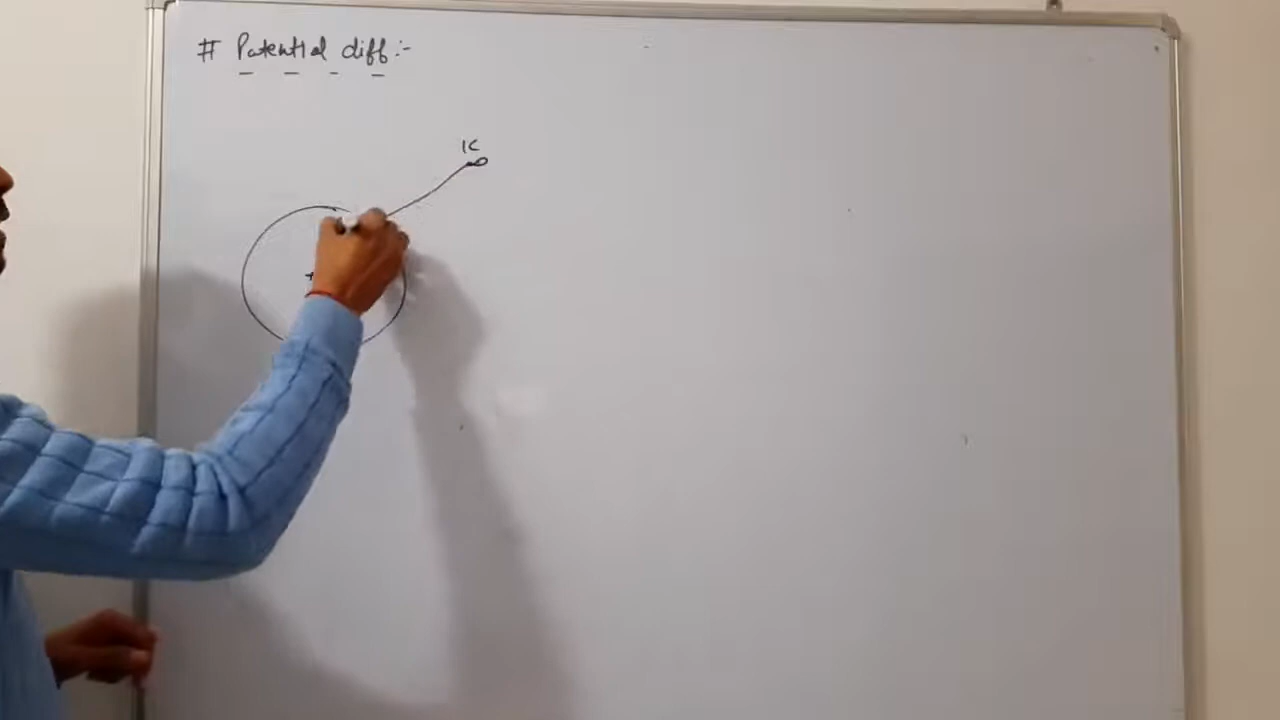 # Potential diff :-
1C
+